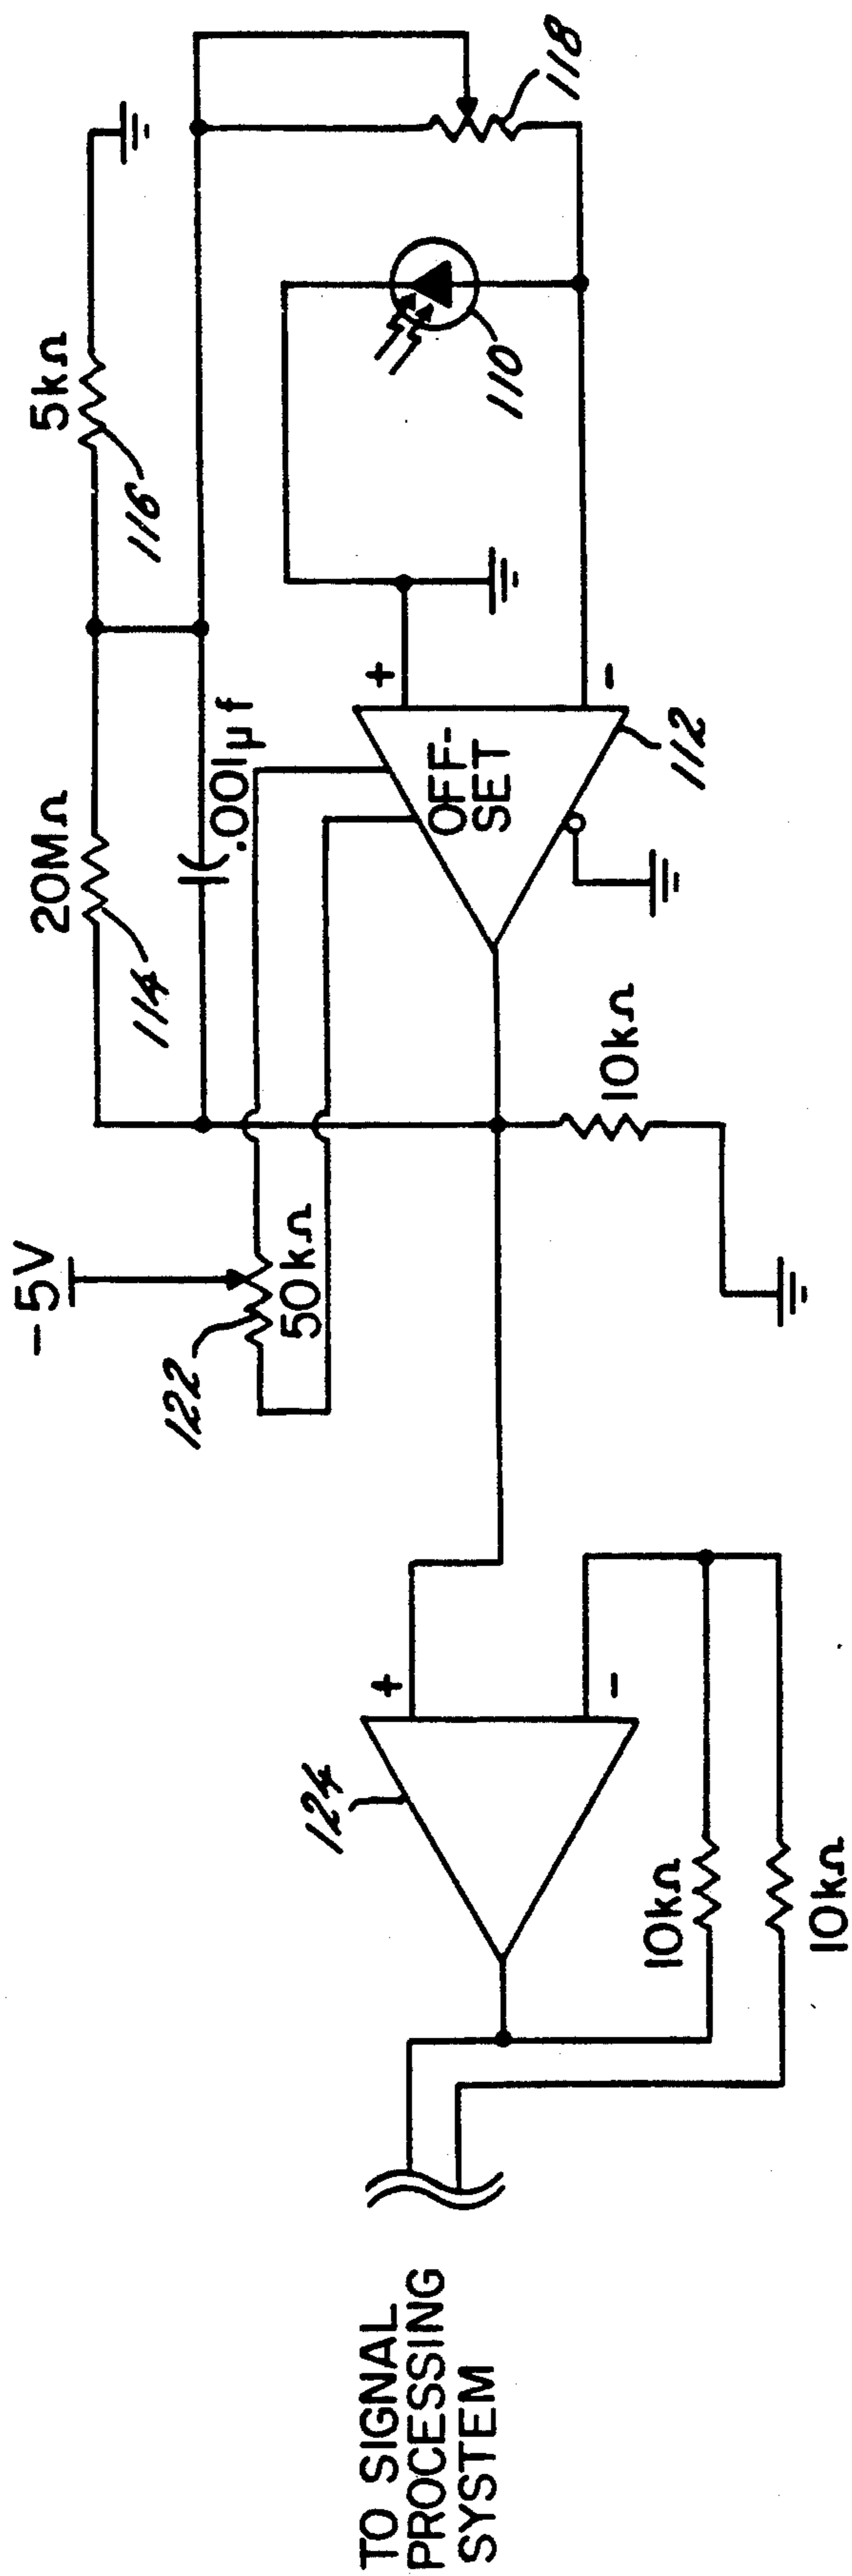 5kΩ
116
118
20MΩ
114
.001µf
110
+
-
OFF-
SET
112
-5V
122
50kΩ
10kΩ
+
-
124
10kΩ
10kΩ
TO SIGNAL
PROCESSING
SYSTEM